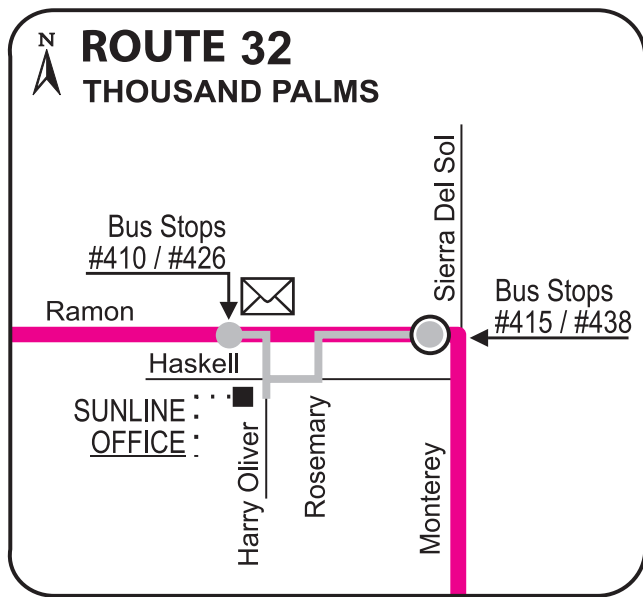 N
ROUTE 32
THOUSAND PALMS
Sierra Del Sol
Bus Stops
#410 / #426
Bus Stops
#415 / #438
Ramon
Haskell
SUNLINE
OFFICE
Harry Oliver
Rosemary
Monterey